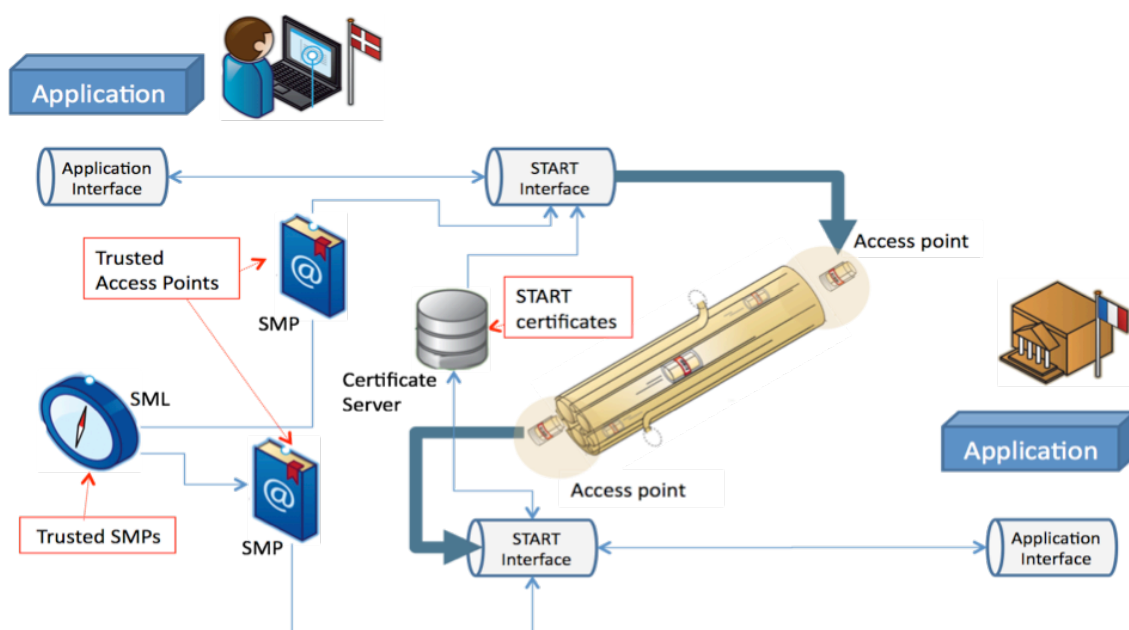 Application
Application
Interface
START
Interface
Access point
Trusted
Access Points
SMP
START
certificates
Certificate
Server
SML
Access point
Application
Trusted SMPs
SMP
START
Interface
Application
Interface
@
@